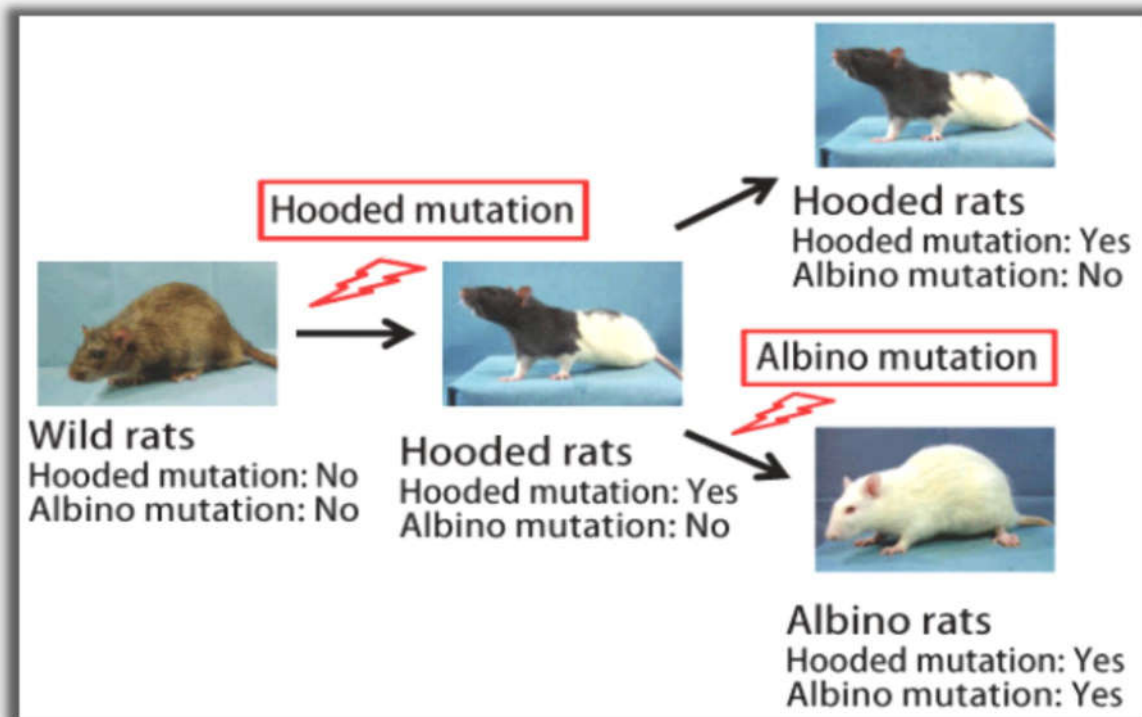 Hooded mutation
Wild rats
Hooded mutation: No
Albino mutation: No
Hooded rats
Hooded mutation: Yes
Albino mutation: No
Hooded rats
Hooded mutation: Yes
Albino mutation: No
Albino mutation
Albino rats
Hooded mutation: Yes
Albino mutation: Yes